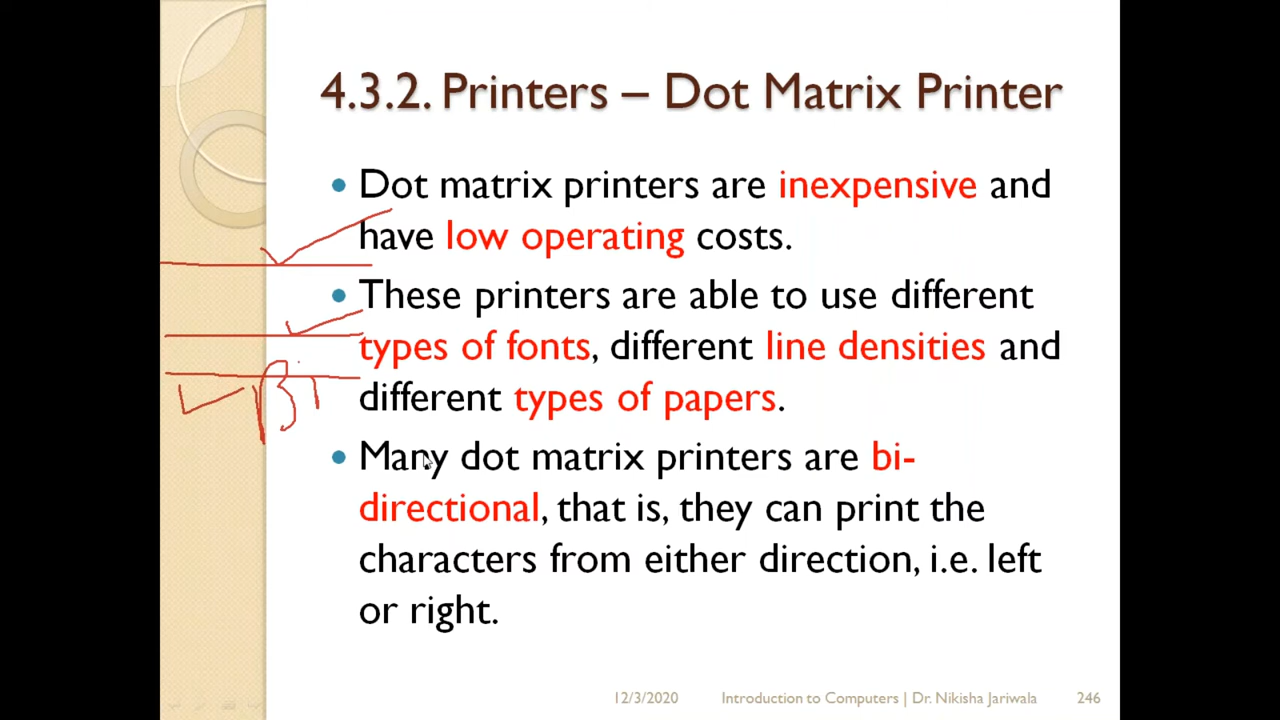 4.3.2. Printers – Dot Matrix Printer
• Dot matrix printers are inexpensive and
have low operating costs.
• These printers are able to use different
types of fonts, different line densities and
different types of papers.
• Many dot matrix printers are bi-
directional, that is, they can print the
characters from either direction, i.e. left
or right.
12/3/2020 Introduction to Computers | Dr. Nikisha Jariwala 246